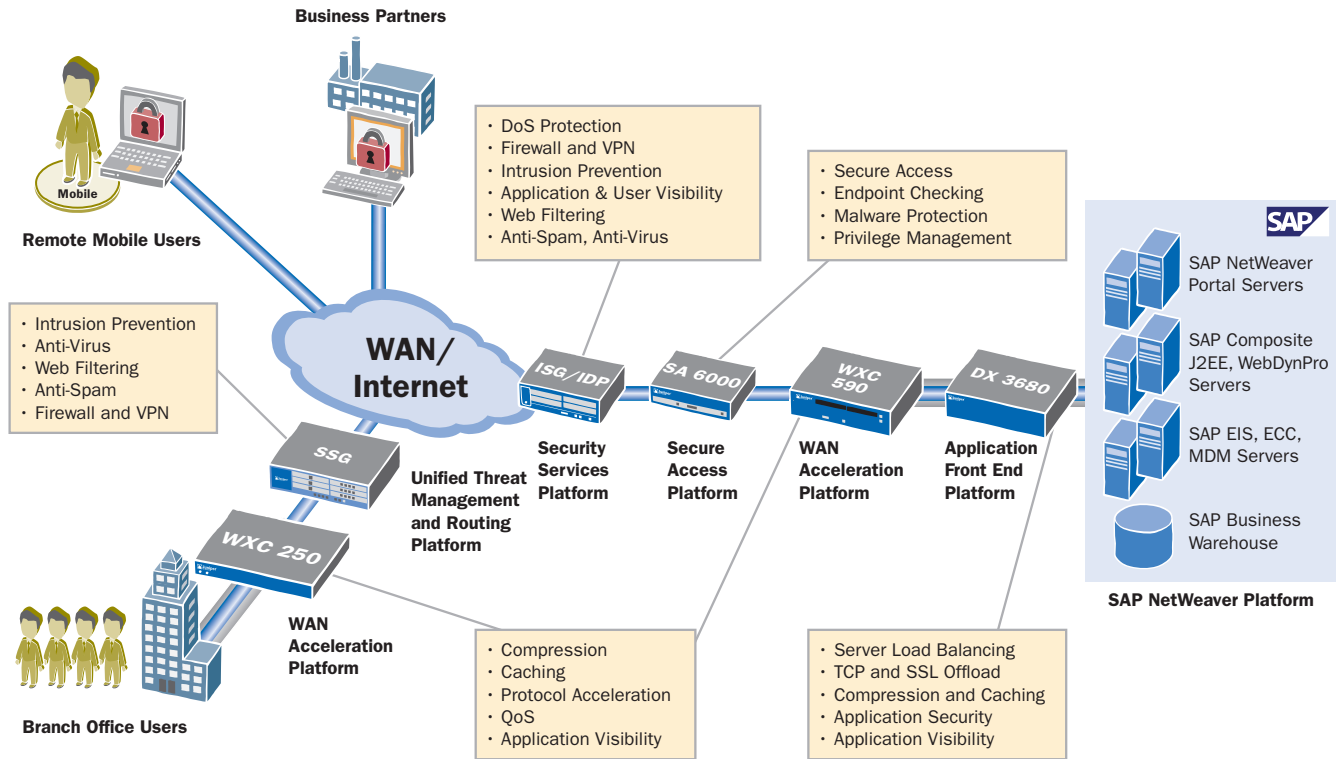 Business Partners
Mobile
Remote Mobile Users
· DoS Protection
· Firewall and VPN
· Intrusion Prevention
· Application & User Visibility
· Web Filtering
· Anti-Spam, Anti-Virus
· Secure Access
· Endpoint Checking
· Malware Protection
· Privilege Management
SAP
SAP NetWeaver
Portal Servers
SAP Composite
J2EE, WebDynPro
Servers
SAP EIS, ECC,
MDM Servers
SAP Business
Warehouse
SAP NetWeaver Platform
· Intrusion Prevention
· Anti-Virus
· Web Filtering
· Anti-Spam
· Firewall and VPN
WAN/
Internet
ISG/IDP
Security
Services
Platform
SA 6000
Secure
Access
Platform
WXC
590
WAN
Acceleration
Platform
DX 3680
Application
Front End
Platform
SSG
Unified Threat
Management
and Routing
Platform
WXC 250
WAN
Acceleration
Platform
Branch Office Users
· Compression
· Caching
· Protocol Acceleration
· QoS
· Application Visibility
· Server Load Balancing
· TCP and SSL Offload
· Compression and Caching
· Application Security
· Application Visibility